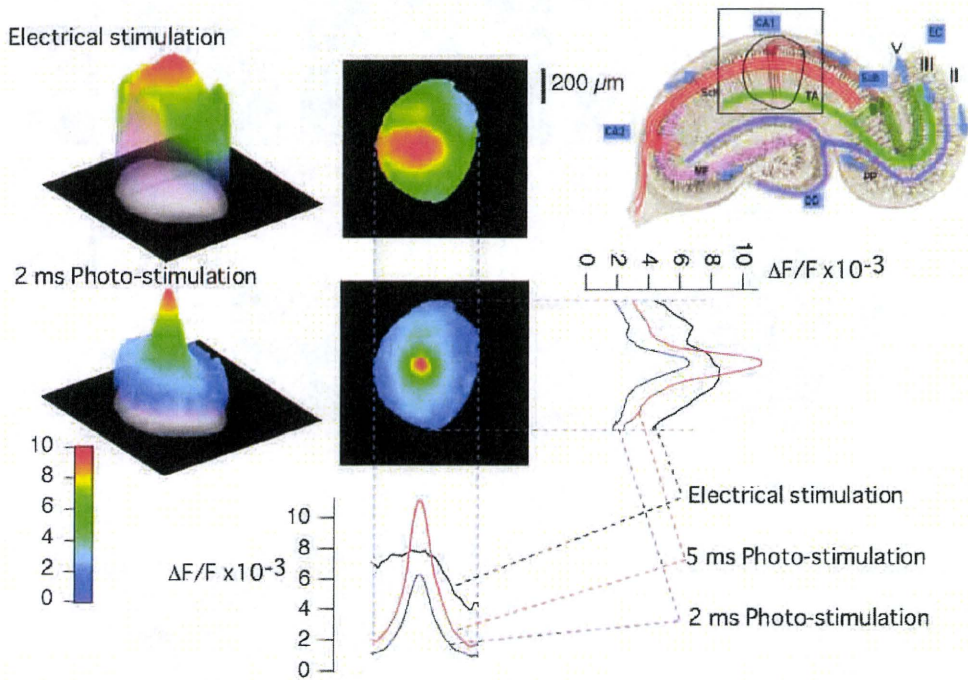 Electrical stimulation
200 µm
CA1
EC
V
III
II
Sub
Sch
TA
CA3
MF
PP
DG
2 ms Photo-stimulation
0 2 4 6 8 10
ΔF/F x10-3
10
8
6
4
2
0
Electrical stimulation
5 ms Photo-stimulation
2 ms Photo-stimulation
ΔF/F x10-3
10
8
6
4
2
0